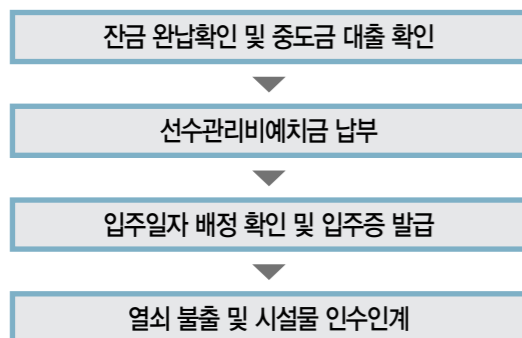 잔금 완납확인 및 중도금 대출 확인
선수관리비예치금 납부
입주일자 배정 확인 및 입주증 발급
열쇠 불출 및 시설물 인수인계